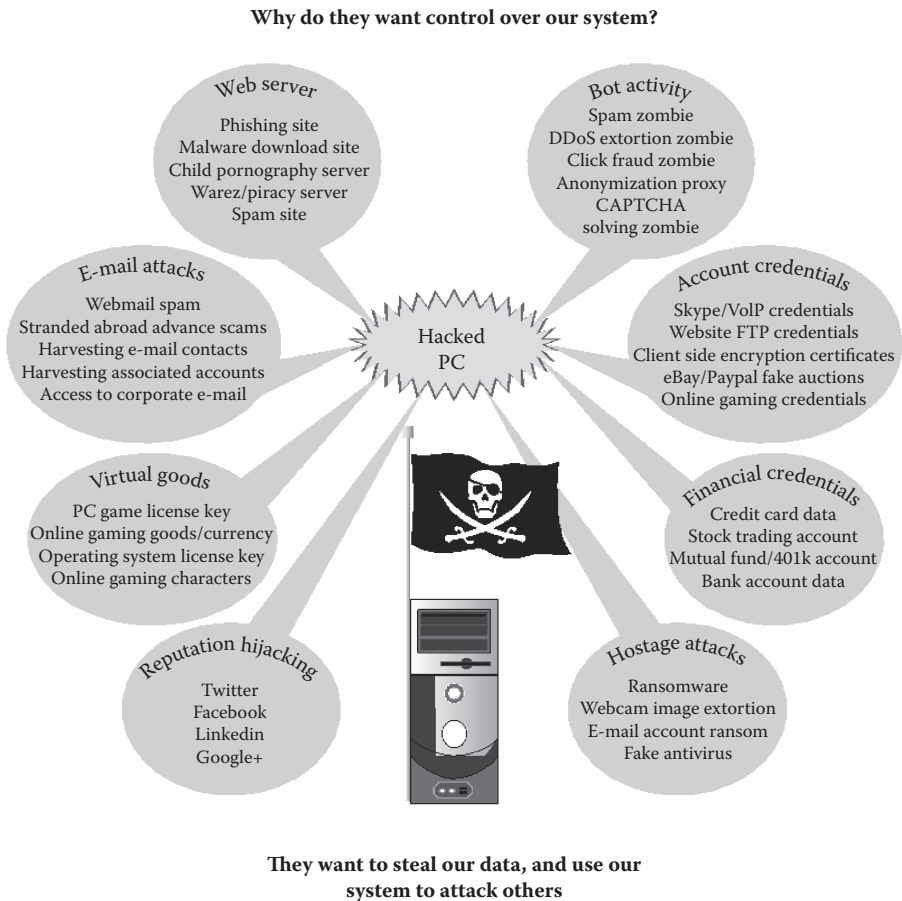 Why do they want control over our system?
Web server
Phishing site
Malware download site
Child pornography server
Warez/piracy server
Spam site
Bot activity
Spam zombie
DDoS extortion zombie
Click fraud zombie
Anonymization proxy
CAPTCHA
solving zombie
E-mail attacks
Webmail spam
Stranded abroad advance scams
Harvesting e-mail contacts
Harvesting associated accounts
Access to corporate e-mail
Hacked
PC
Account credentials
Skype/VoIP credentials
Website FTP credentials
Client side encryption certificates
eBay/Paypal fake auctions
Online gaming credentials
Virtual goods
PC game license key
Online gaming goods/currency
Operating system license key
Online gaming characters
Financial credentials
Credit card data
Stock trading account
Mutual fund/401k account
Bank account data
Reputation hijacking
Twitter
Facebook
Linkedin
Google+
Hostage attacks
Ransomware
Webcam image extortion
E-mail account ransom
Fake antivirus
They want to steal our data, and use our
system to attack others